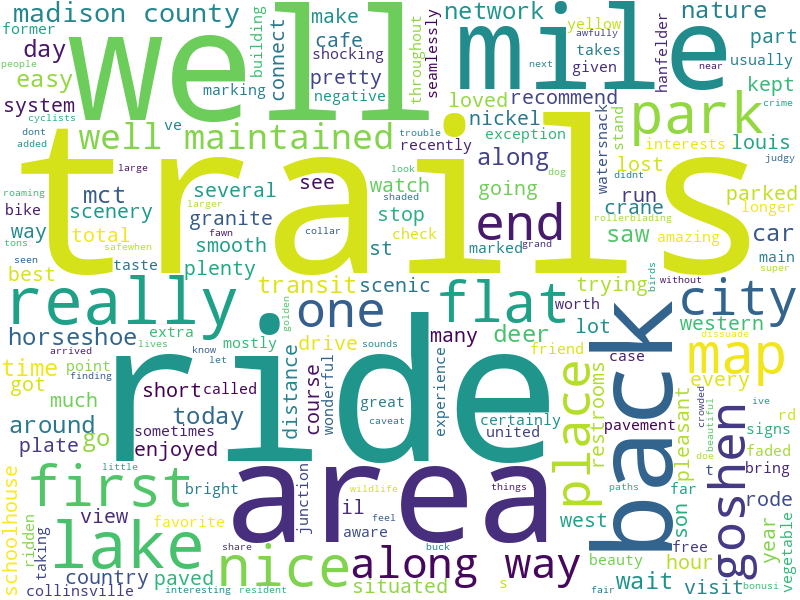 madison county
former
day
people
easy
system
well
building
connect
marking
make
cafe
shocking
pretty
negative
throughout
seamlessly
network
mile
yellow
awfully
takes
next
given
near
hanfelder
nature
part
usually
kept
cyclists
dont
added
ve
well maintained
trails
exception
recently
trouble
loved
recommend
nickel
along
watersnack
stand
park
interests
louis
crime
judgy
lost
didnt
roaming
bike
way
tons
seen
mct
scenery
total
safewhen
best
taste
large
larger
several
granite
fawn
smooth
plenty
see
watch
look
shaded
collar
stop
st
check
marked
going
end
grand
dog
run
crane
rollerblading
saw
amazing
parked
longer
car
main
super
really
horseshoe
extra
arrived
lives
mostly
golden
transit
scenic
one
drive
know
let
sounds
flat
many
deer
friend
trying
worth
lot
case
birds
without
city
western
dissuade
map
every
time
point
finding
got
much
around
plate
go
ride
short
called
today
sometimes
enjoyed
distance
course
wonderful
great
caveat
experience
certainly
united
place
restrooms
back
pavement
pleasant
crowded
beautiful
doe
t
goshen
ive
rd
signs
faded
bring
first
little
bright
view
favorite
schoolhouse
ridden
taking
lake
country
paved
collinsville
interesting
share
resident
nice
area
junction
wildlife
il
aware
feel
buck
along way
situated
things
s
west
paths
far
son
beauty
free
wait
fair
hour
visit
rode
year
vegetable
bonusi